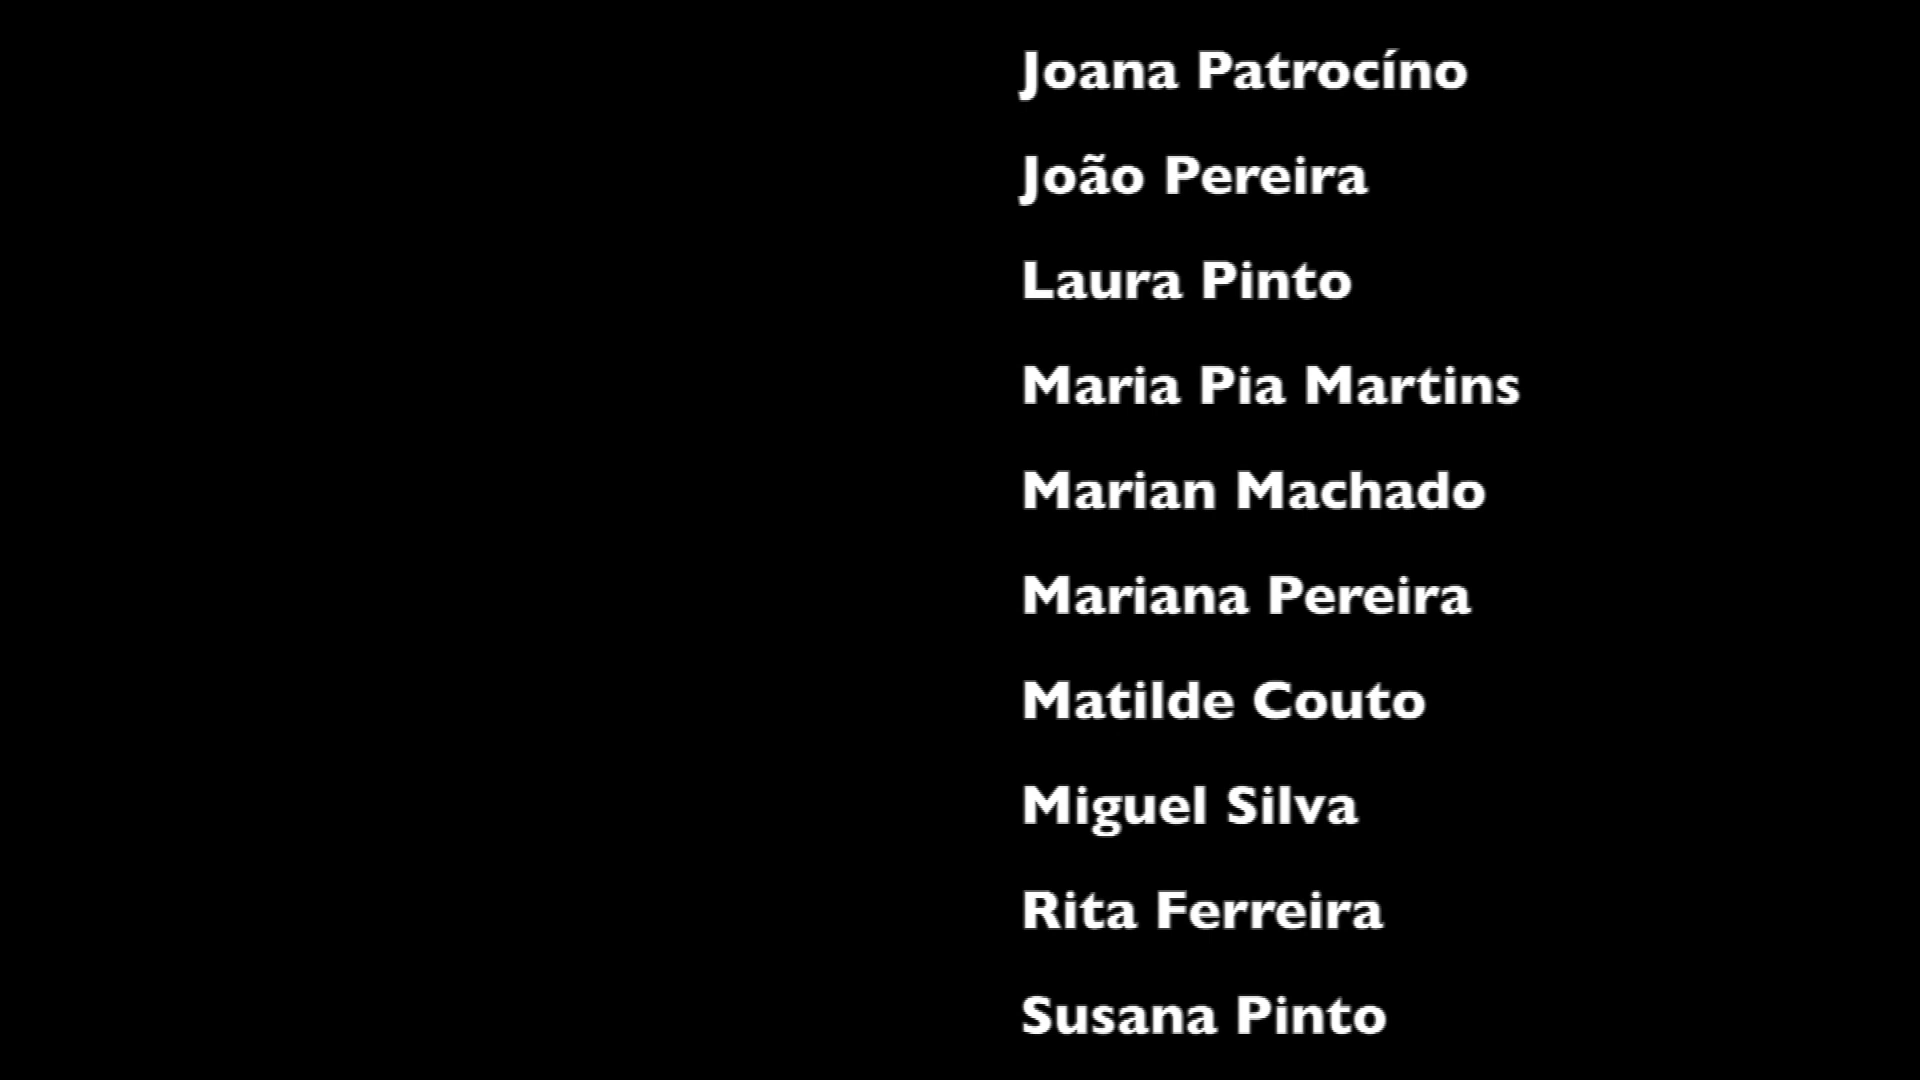 Joana Patrocíno
João Pereira
Laura Pinto
Maria Pia Martins
Marian Machado
Mariana Pereira
Matilde Couto
Miguel Silva
Rita Ferreira
Susana Pinto